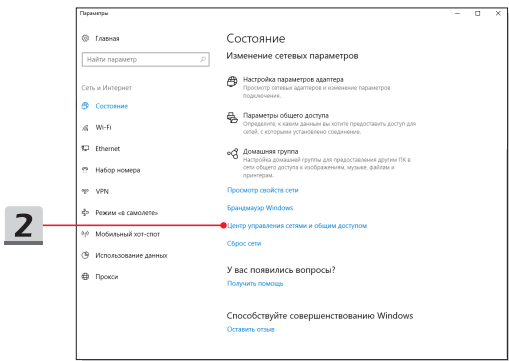 Параметры
Главная
Найти параметр
Сеть и Интернет
Состояние
Wi-Fi
Ethernet
Набор номера
VPN
Режим «в самолете»
Мобильный хот-спот
Использование данных
Прокси
2
Состояние
Изменение сетевых параметров
Настройка параметров адаптера
Просмотр сетевых адаптеров и изменение параметров
подключения.
Параметры общего доступа
Определите, к каким данным вы хотите предоставить доступ для
сетей, с которыми установлено соединение.
Домашняя группа
Настройка домашней группы для предоставления другим ПК в
сети общего доступа к изображениям, музыке, файлам и
принтерам.
Просмотр свойств сети
Брандмауэр Windows
Центр управления сетями и общим доступом
Сброс сети
У вас появились вопросы?
Получить помощь
Способствуйте совершенствованию Windows
Оставить отзыв